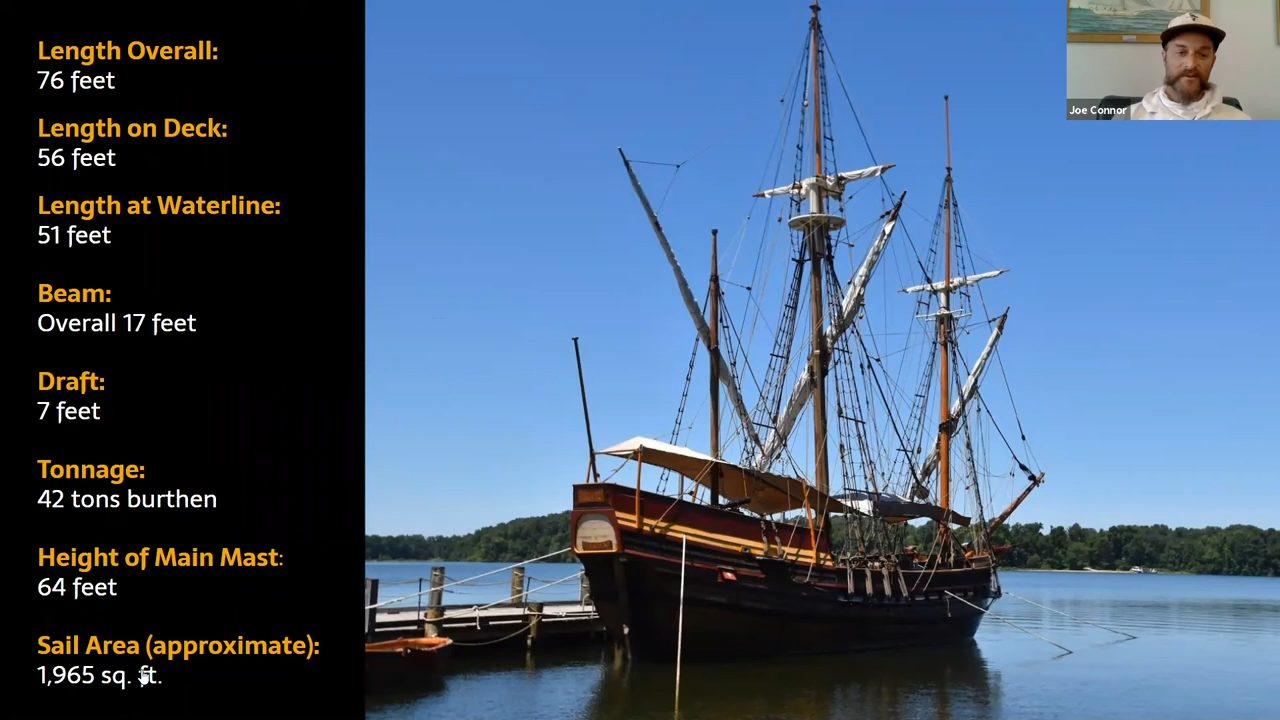 Length Overall:
76 feet
Length on Deck:
56 feet
Length at Waterline:
51 feet
Beam:
Overall 17 feet
Draft:
7 feet
Tonnage:
42 tons burthen
Height of Main Mast:
64 feet
Sail Area (approximate):
1,965 sq. ft.
Joe Connor